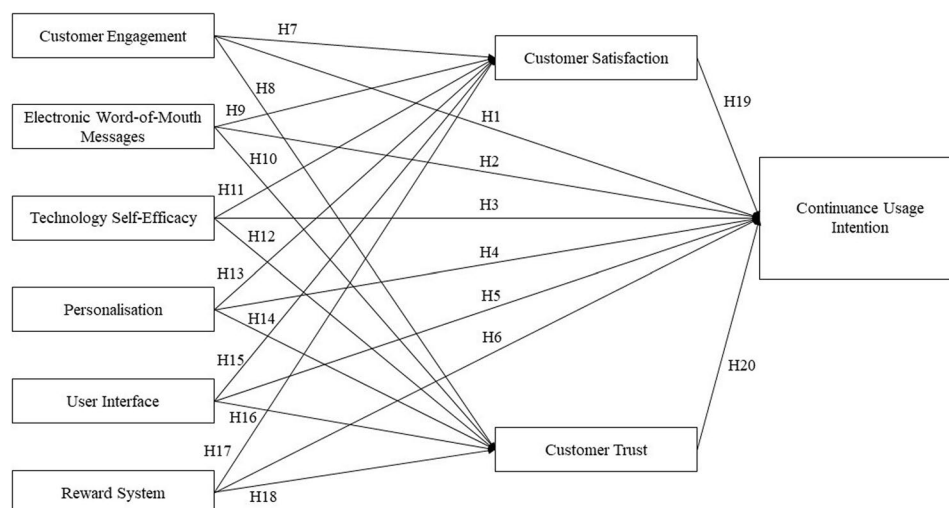 Customer Engagement
Electronic Word-of-Mouth
Messages
Technology Self-Efficacy
Personalisation
User Interface
Reward System
H7
H8
H9
H10
H11
H12
H13
H14
H15
H16
H17
H18
Customer Satisfaction
H1
H2
H3
H4
H5
H6
Customer Trust
H19
H20
Continuance Usage
Intention